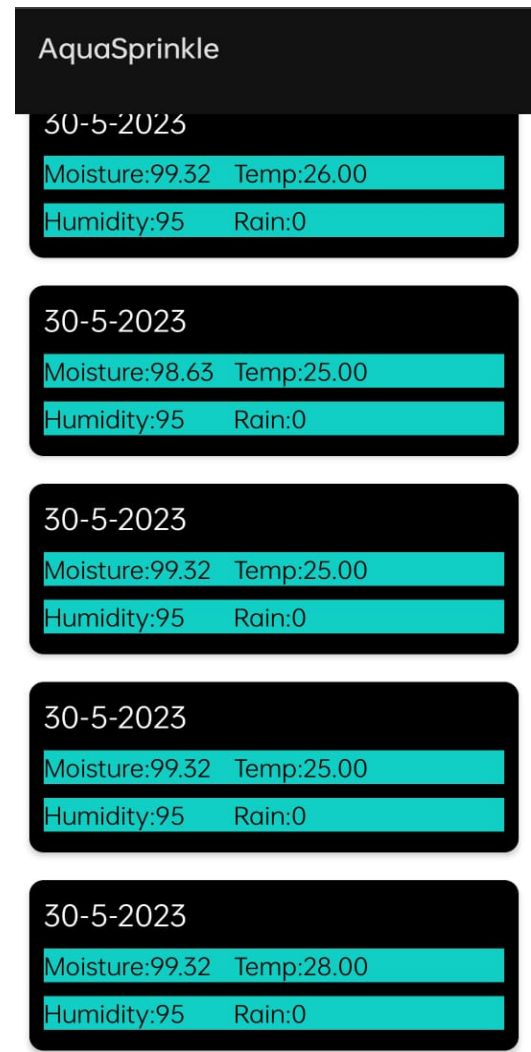 AquaSprinkle
30-5-2023
Moisture:99.32 Temp:26.00
Humidity:95 Rain:0
30-5-2023
Moisture:98.63 Temp:25.00
Humidity:95 Rain:0
30-5-2023
Moisture:99.32 Temp:25.00
Humidity:95 Rain:0
30-5-2023
Moisture:99.32 Temp:25.00
Humidity:95 Rain:0
30-5-2023
Moisture:99.32 Temp:28.00
Humidity:95 Rain:0